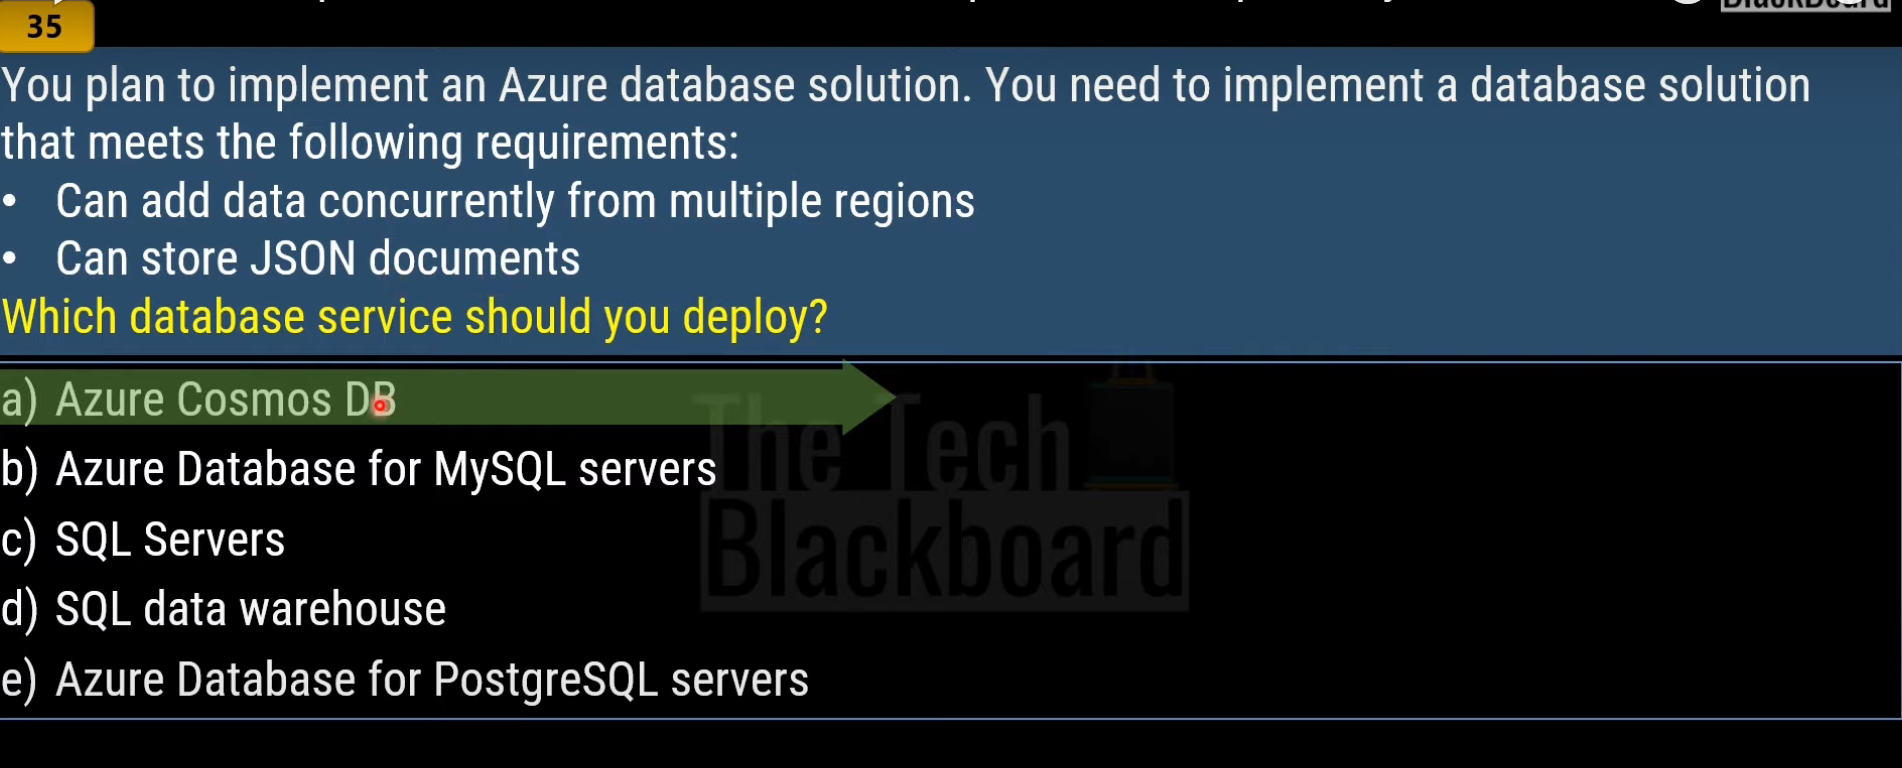 35
You plan to implement an Azure database solution. You need to implement a database solution
that meets the following requirements:
• Can add data concurrently from multiple regions
• Can store JSON documents
Which database service should you deploy?
a) Azure Cosmos DB
b) Azure Database for MySQL servers
c) SQL Servers
d) SQL data warehouse
e) Azure Database for PostgreSQL servers
The Tech
Blackboard